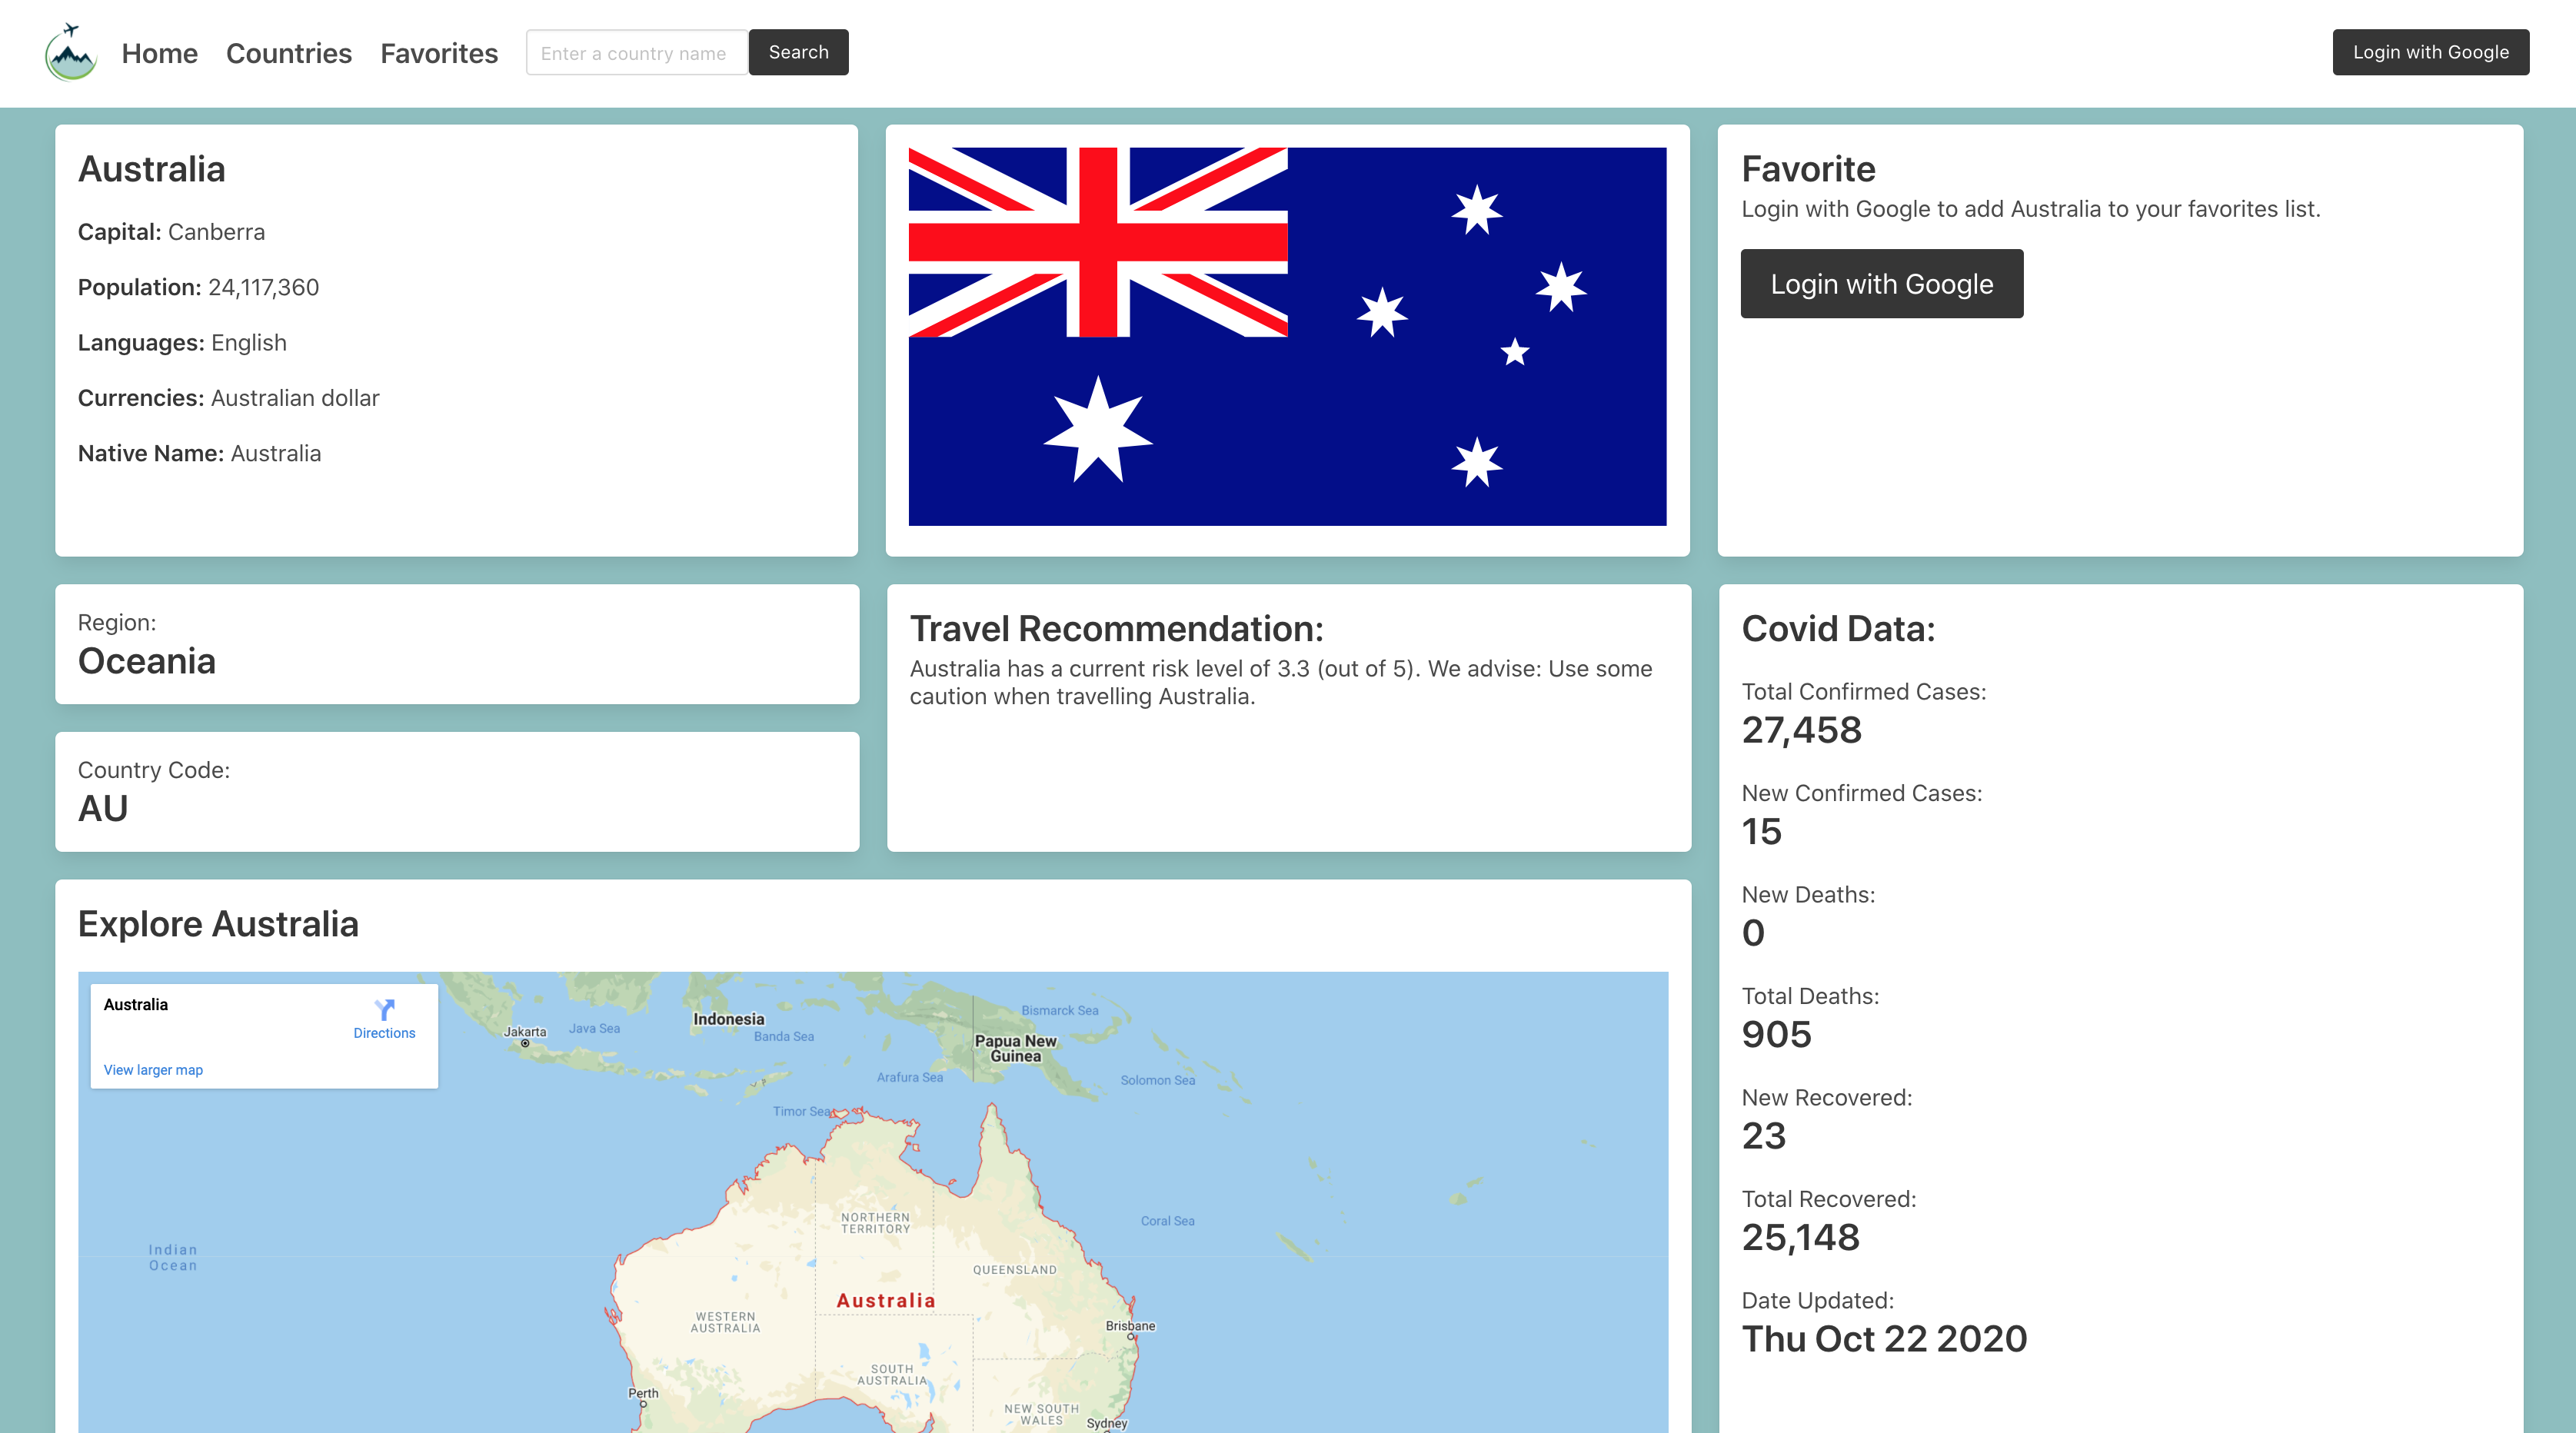 Home
Countries
Favorites
Enter a country name
Search
Login with Google
Australia
Capital: Canberra
Population: 24,117,360
Languages: English
Currencies: Australian dollar
Native Name: Australia
Favorite
Login with Google to add Australia to your favorites list.
Login with Google
Region:
Oceania
Country Code:
AU
Travel Recommendation:
Australia has a current risk level of 3.3 (out of 5). We advise: Use some
caution when travelling Australia.
Covid Data:
Total Confirmed Cases:
27,458
New Confirmed Cases:
15
New Deaths:
0
Total Deaths:
905
New Recovered:
23
Total Recovered:
25,148
Date Updated:
Thu Oct 22 2020
Explore Australia
Australia
Directions
View larger map
Jakarta
Java Sea
Indonesia
Banda Sea
Bismarck Sea
Papua New
Guinea
Arafura Sea
Solomon Sea
Timor Sea
Coral Sea
Indian
Ocean
NORTHERN
TERRITORY
QUEENSLAND
Australia
WESTERN
AUSTRALIA
Brisbane
SOUTH
AUSTRALIA
Perth
NEW SOUTH
WALES
Sydney